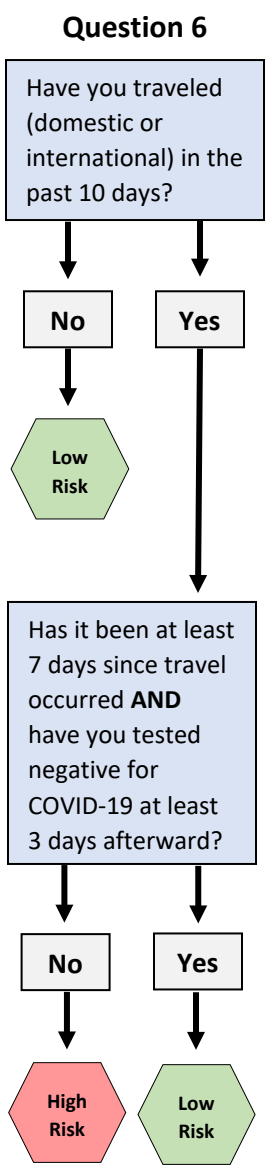 Question 6
Have you traveled
(domestic or
international) in the
past 10 days?
No
Yes
Low
Risk
Has it been at least
7 days since travel
occurred AND
have you tested
negative for
COVID-19 at least
3 days afterward?
No
Yes
High
Risk
Low
Risk